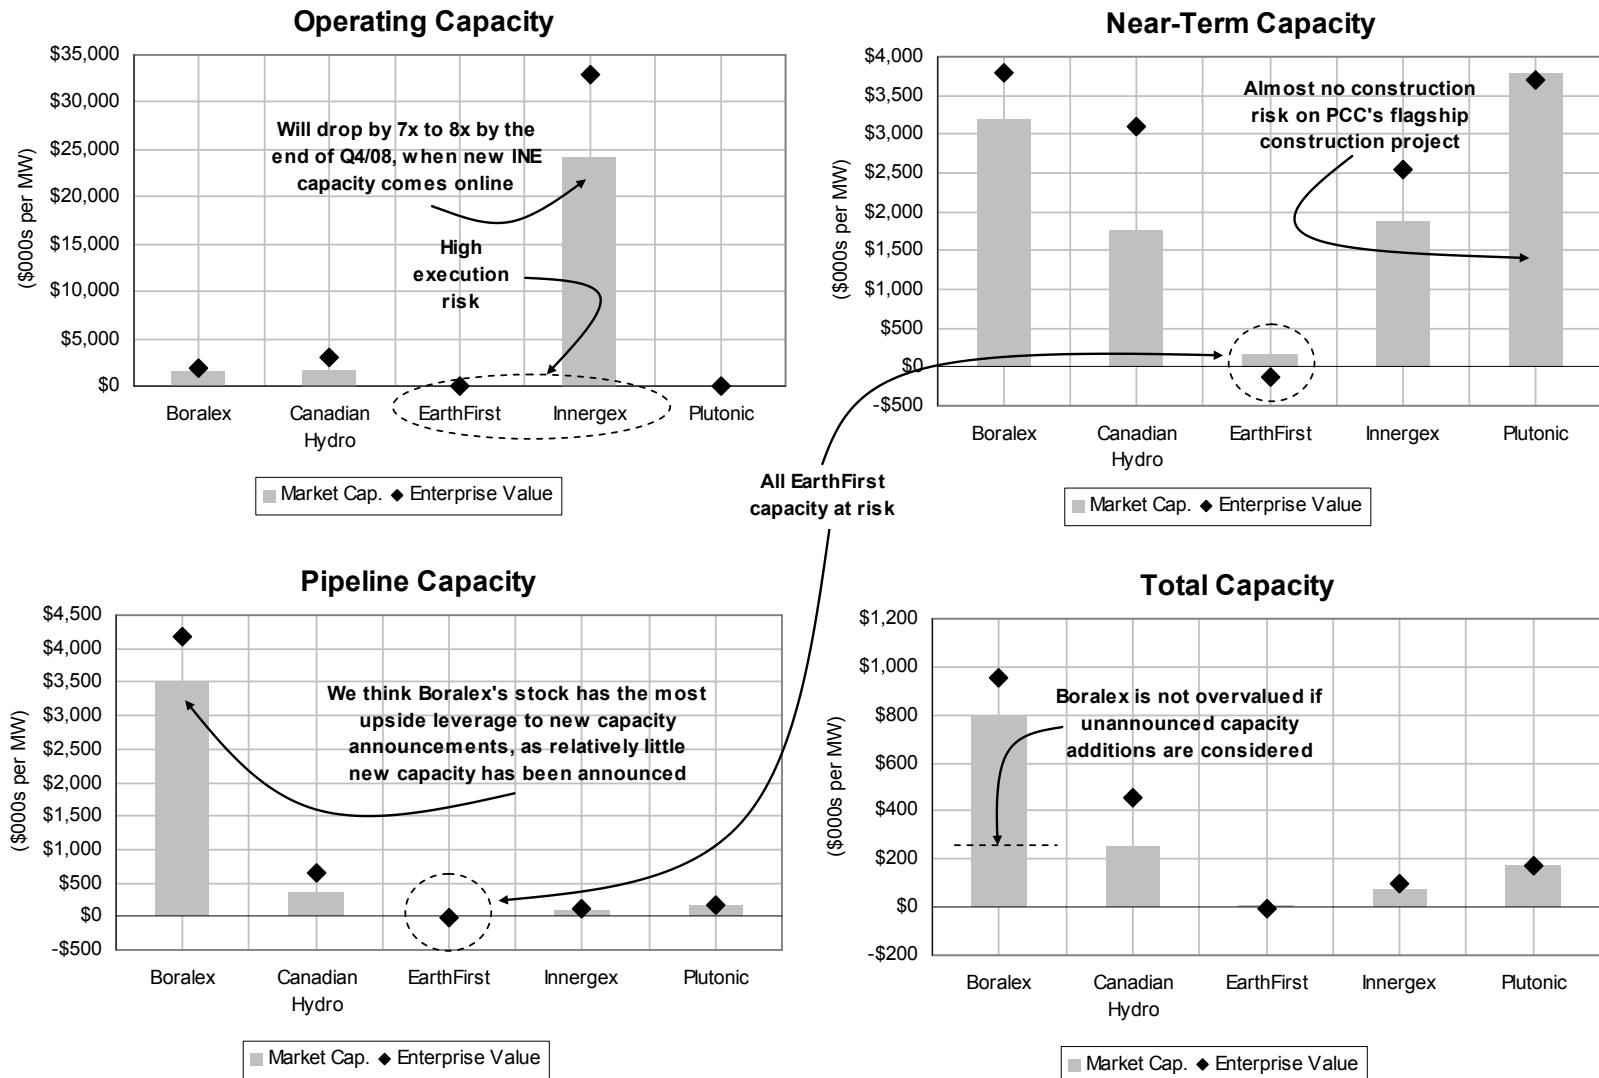 Operating Capacity
$35,000
$30,000
$25,000
$20,000
$15,000
$10,000
$5,000
$0
($000s per MW)
Will drop by 7x to 8x by the
end of Q4/08, when new INE
capacity comes online
High
execution
risk
Boralex
Canadian
Hydro
EarthFirst
Innergex
Plutonic
Market Cap.
Enterprise Value
Near-Term Capacity
$4,000
$3,500
$3,000
$2,500
$2,000
$1,500
$1,000
$500
$0
-$500
($000s per MW)
Almost no construction
risk on PCC's flagship
construction project
Boralex
Canadian
Hydro
EarthFirst
Innergex
Plutonic
Market Cap.
Enterprise Value
All EarthFirst
capacity at risk
Pipeline Capacity
$4,500
$4,000
$3,500
$3,000
$2,500
$2,000
$1,500
$1,000
$500
$0
-$500
($000s per MW)
We think Boralex's stock has the most
upside leverage to new capacity
announcements, as relatively little
new capacity has been announced
Boralex
Canadian
Hydro
EarthFirst
Innergex
Plutonic
Market Cap.
Enterprise Value
Total Capacity
$1,200
$1,000
$800
$600
$400
$200
$0
-$200
($000s per MW)
Boralex is not overvalued if
unannounced capacity
additions are considered
Boralex
Canadian
Hydro
EarthFirst
Innergex
Plutonic
Market Cap.
Enterprise Value